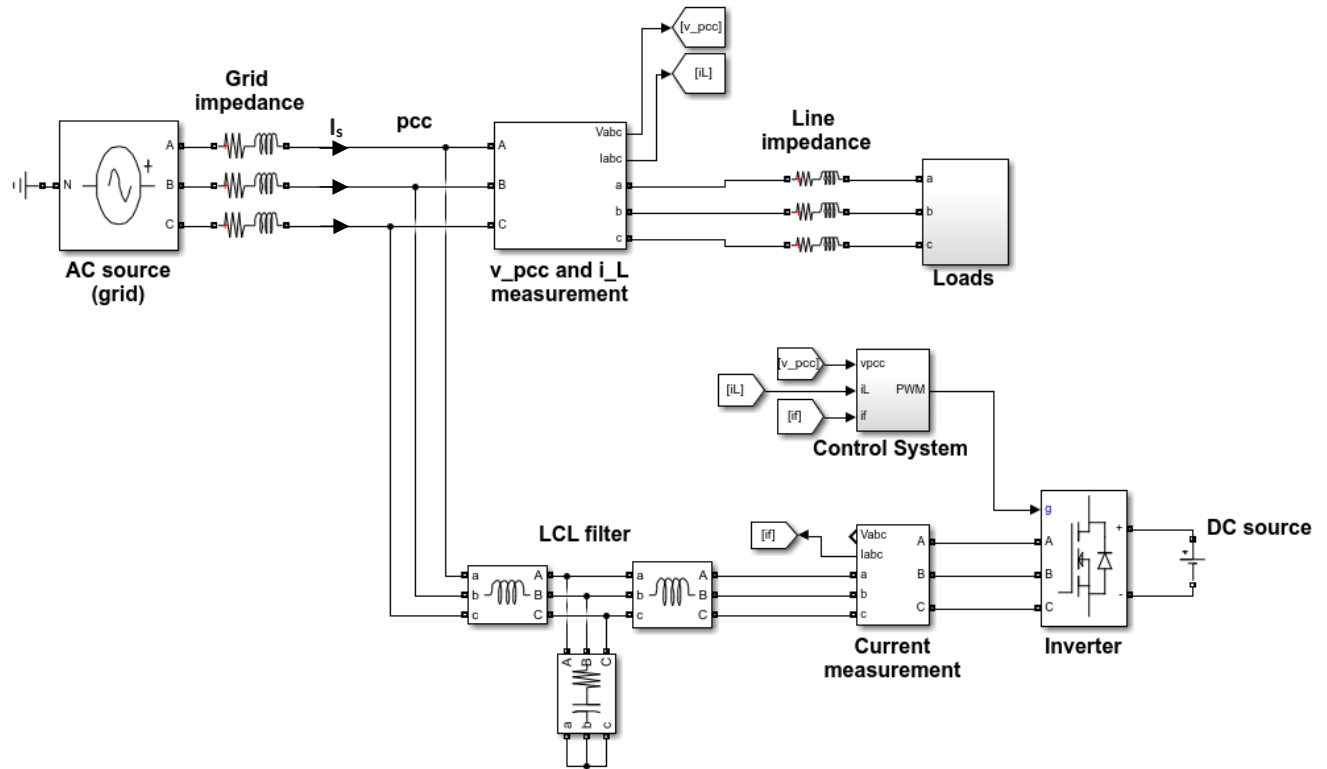 [v_pcc]
[iL]
Grid
impedance
Is
pcc
Line
impedance
N
A
B
C
A
B
C
Vabc
Iabc
a
b
c
a
b
c
AC source
(grid)
v_pcc and i_L
measurement
Loads
[v_pcc]
[iL]
[if]
vpcc
iL
if
PWM
Control System
LCL filter
[if]
Vabc
Iabc
a
b
c
A
B
C
g
A
B
C
+
-
DC source
a
b
c
A
B
C
a
b
c
A
B
C
Current
measurement
Inverter
A
B
C
a
b
c